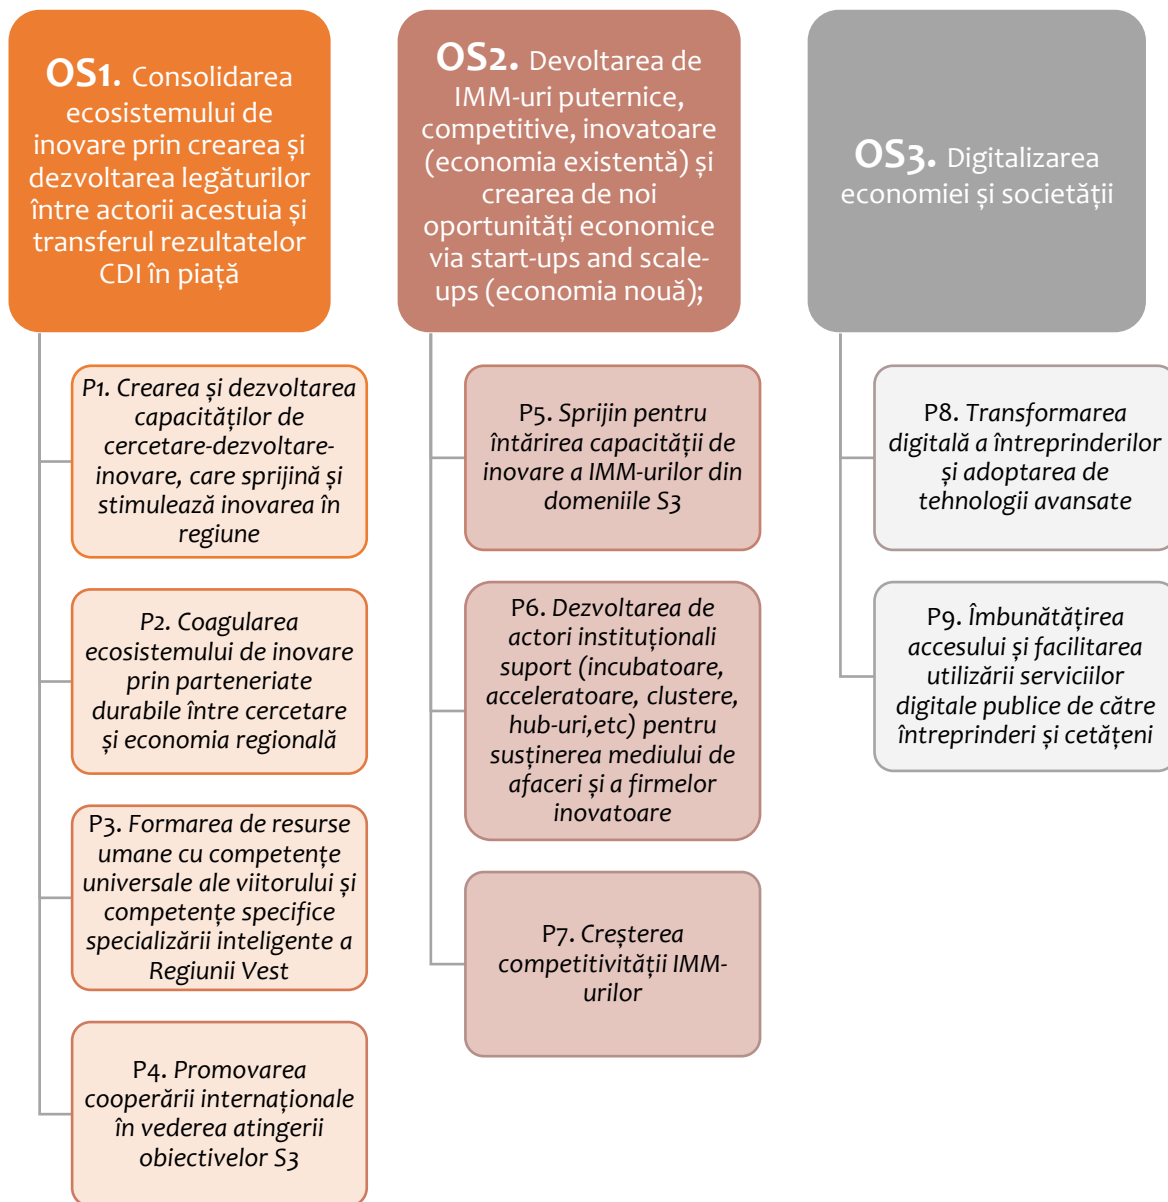 OS1. Consolidarea
ecosistemului de
inovare prin crearea și
dezvoltarea legăturilor
între actorii acestuia și
transferul rezultatelor
CDI în piață
P1. Crearea și dezvoltarea
capacităților de
cercetare-dezvoltare-
inovare, care sprijină și
stimulează inovarea în
regiune
P2. Coagularea
ecosistemului de inovare
prin parteneriate
durabile între cercetare
și economia regională
P3. Formarea de resurse
umane cu competențe
universale ale viitorului și
competențe specifice
specializării inteligente a
Regiunii Vest
P4. Promovarea
cooperării internaționale
în vederea atingerii
obiectivelor S3
OS2. Devoltarea de
IMM-uri puternice,
competitive, inovatoare
(economia existentă) și
crearea de noi
oportunități economice
via start-ups and scale-
ups (economia nouă);
P5. Sprijin pentru
întărirea capacității de
inovare a IMM-urilor din
domeniile S3
P6. Dezvoltarea de
actori instituționali
suport (incubatoare,
acceleratoare, clustere,
hub-uri,etc) pentru
susținerea mediului de
afaceri și a firmelor
inovatoare
P7. Creșterea
competitivității IMM-
urilor
OS3. Digitalizarea
economiei și societății
P8. Transformarea
digitală a întreprinderilor
și adoptarea de
tehnologii avansate
P9. Îmbunătățirea
accesului și facilitarea
utilizării serviciilor
digitale publice de către
întreprinderi și cetățeni